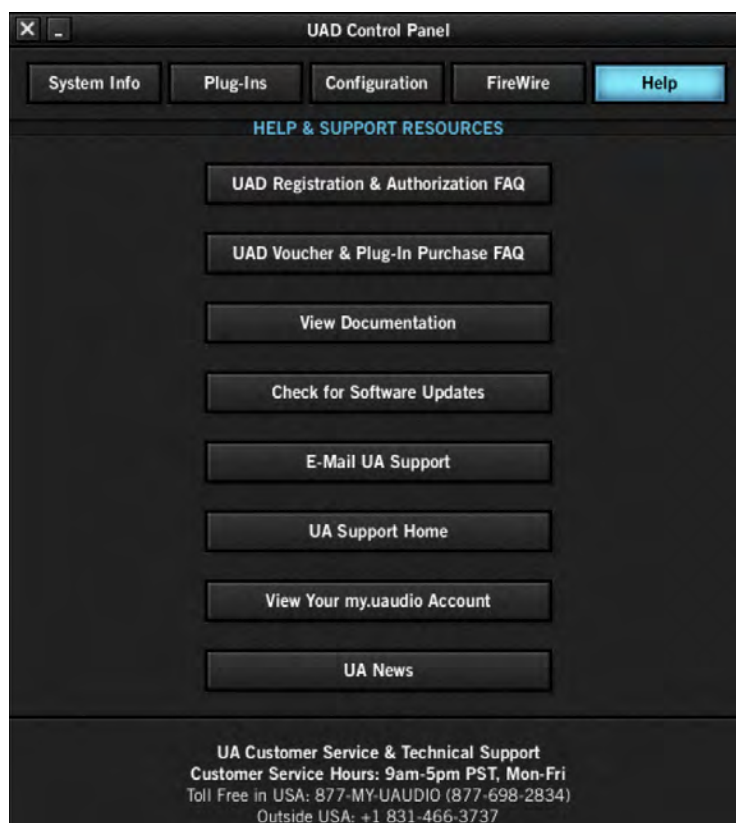 UAD Control Panel
System Info Plug-Ins Configuration FireWire Help
HELP & SUPPORT RESOURCES
UAD Registration & Authorization FAQ
UAD Voucher & Plug-In Purchase FAQ
View Documentation
Check for Software Updates
E-Mail UA Support
UA Support Home
View Your my.uaudio Account
UA News
UA Customer Service & Technical Support
Customer Service Hours: 9am-5pm PST, Mon-Fri
Toll Free in USA: 877-MY-UAUDIO (877-698-2834)
Outside USA: +1 831-466-3737